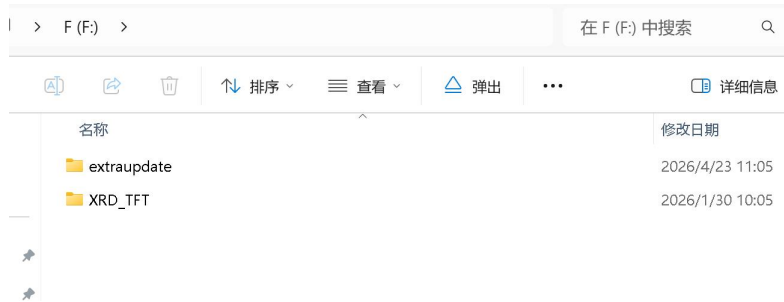 F (F:)
在 F (F:) 中搜索
排序
查看
弹出
详细信息
名称
修改日期
extraupdate
2026/4/23 11:05
XRD_TFT
2026/1/30 10:05